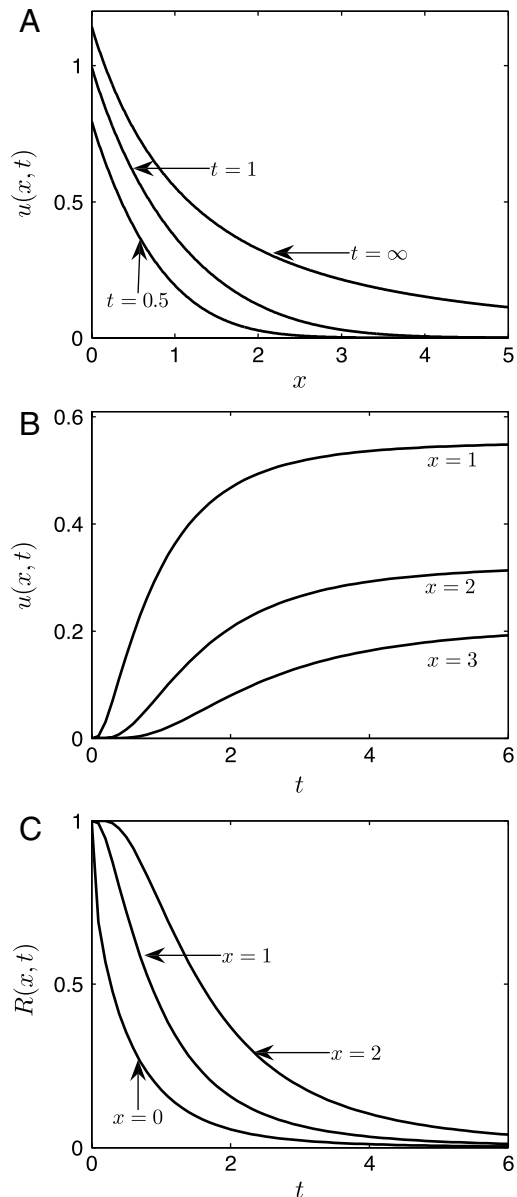 A
1
0.5
0
u(x,t)
t = 1
t = ∞
t = 0.5
0 1 2 3 4 5
x
B
0.6
0.4
0.2
0
u(x,t)
x = 1
x = 2
x = 3
0 2 4 6
t
C
1
0.5
0
R(x,t)
x = 1
x = 2
x = 0
0 2 4 6
t